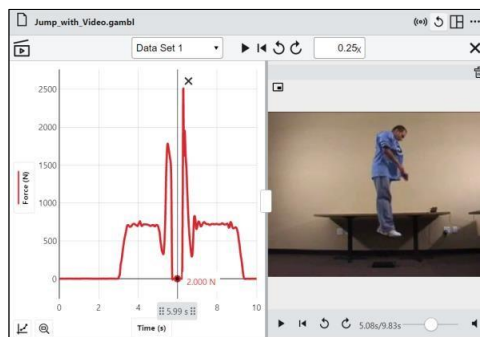 Jump_with_Video.gambl
Data Set 1
0.25x
2500
2000
1500
1000
500
0
Force (N)
2.000 N
0 2 4 6 8 10
5.99 s
Time (s)
5.08s/9.83s